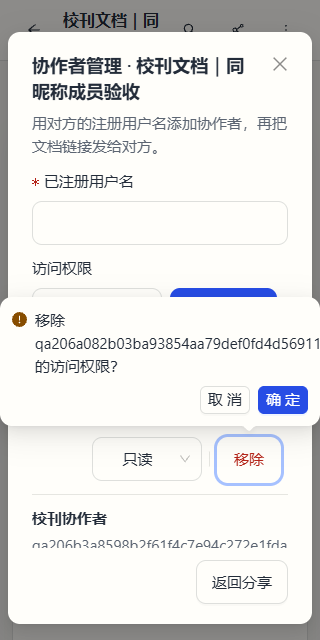 校刊文档 | 同
协作者管理 · 校刊文档 | 同
昵称成员验收
用对方的注册用户名添加协作者，再把
文档链接发给对方。
* 已注册用户名
访问权限
移除
qa206a082b03ba93854aa79def0fd4d56911
的访问权限？
取 消
确 定
只读
移除
校刊协作者
qa206b3a8598b2f61f4c7e94c272e1fda
返回分享